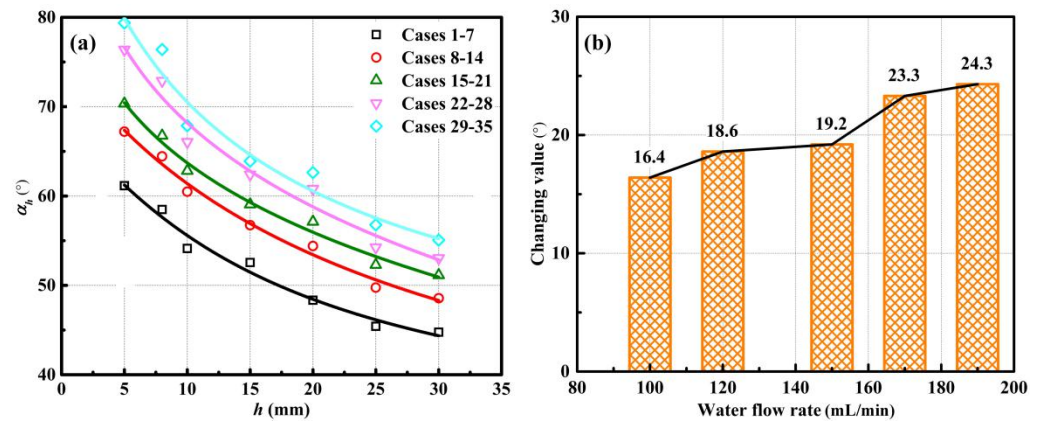 (a)
Cases 1-7
Cases 8-14
Cases 15-21
Cases 22-28
Cases 29-35
80
70
60
50
40
αh (°)
0 5 10 15 20 25 30 35
h (mm)
(b)
30
20
10
0
Changing value (°)
16.4
18.6
19.2
23.3
24.3
80 100 120 140 160 180 200
Water flow rate (mL/min)